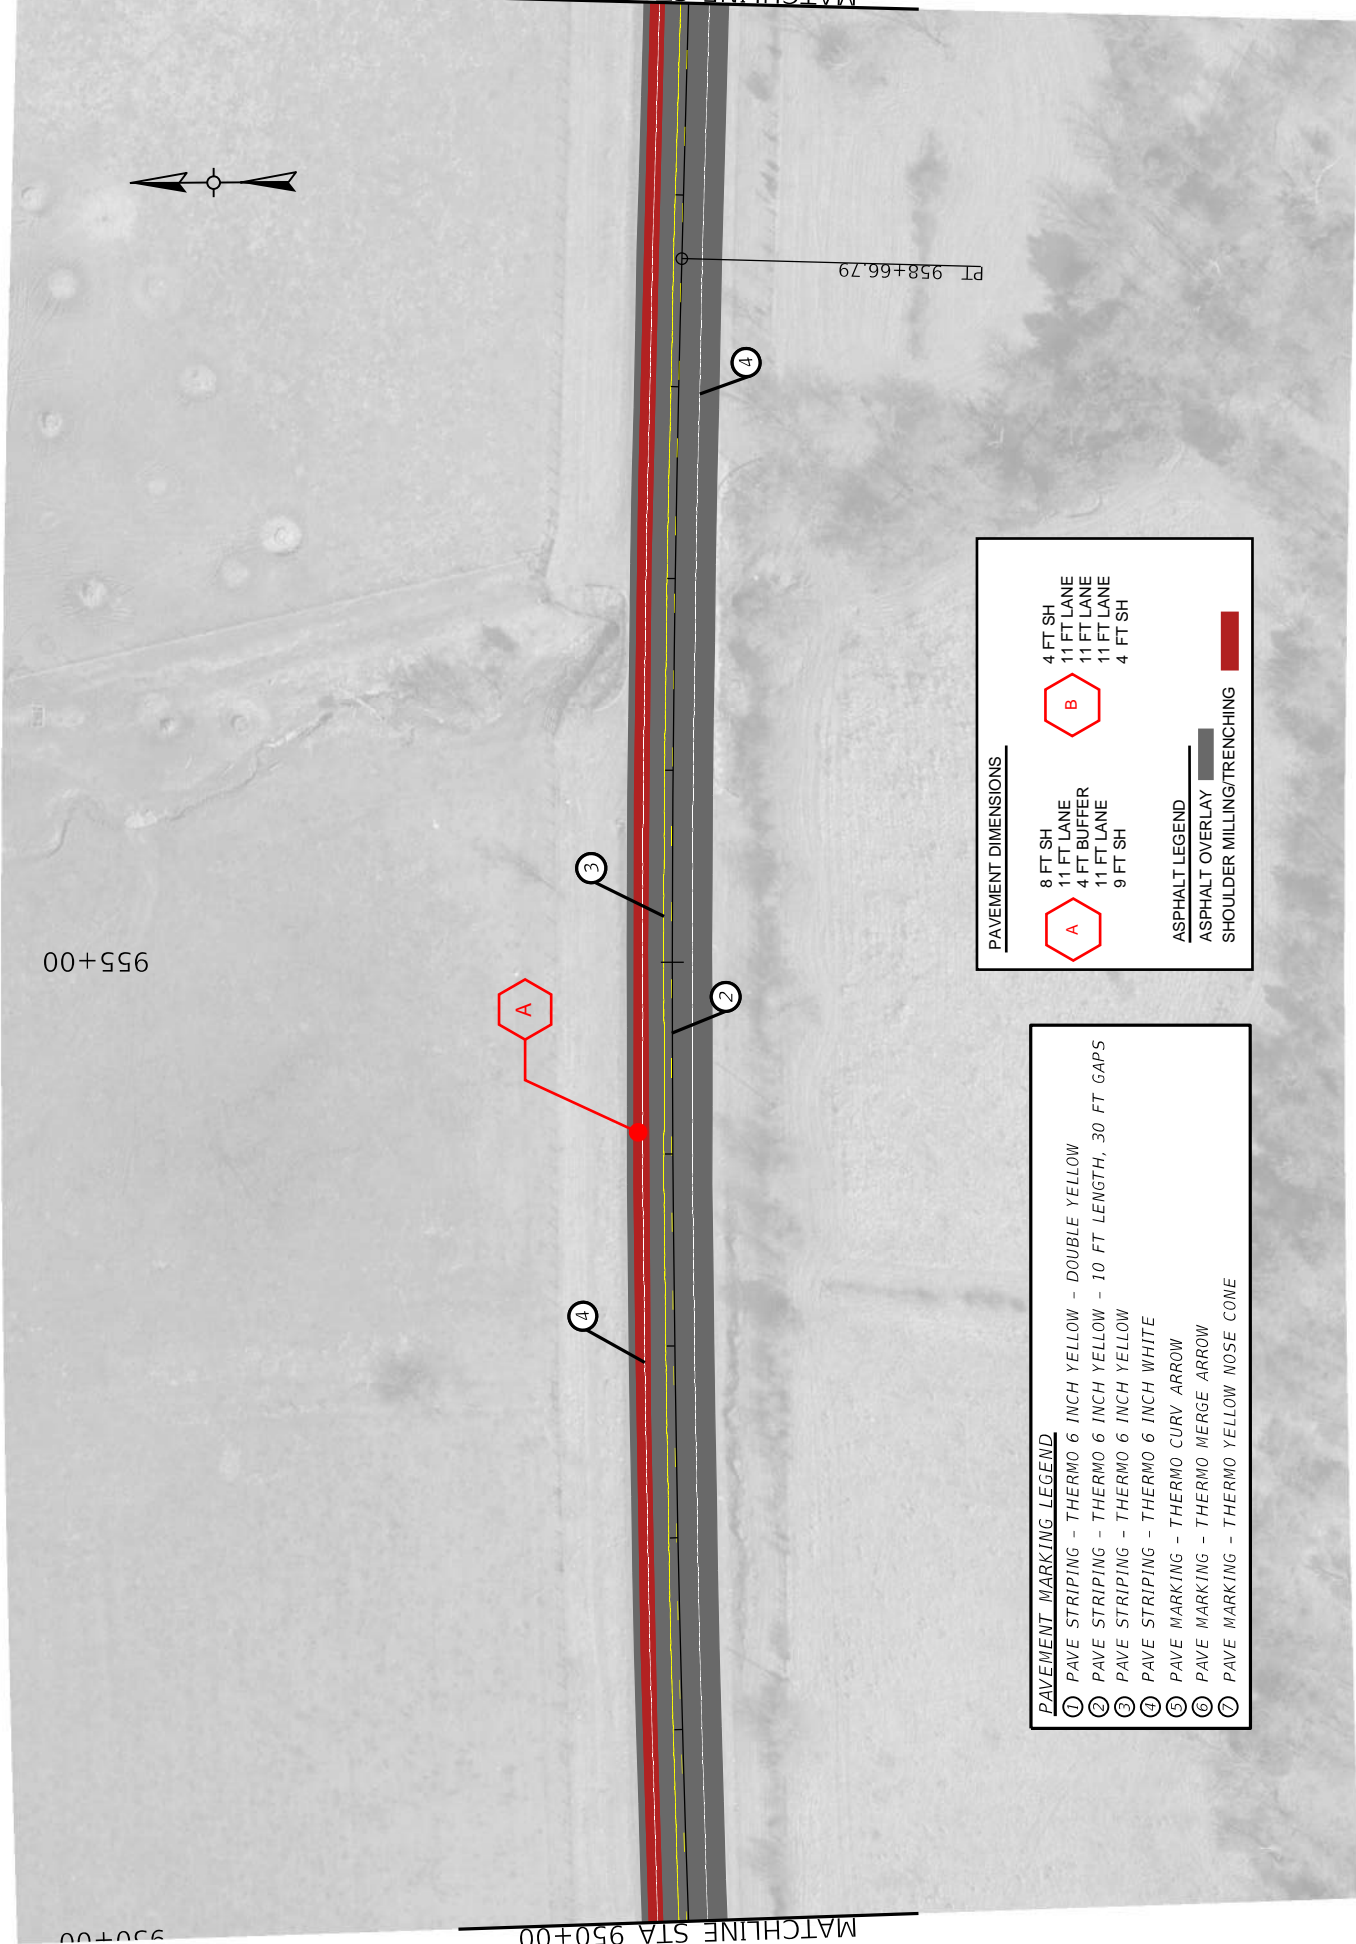 PT 958+66.79
4
3
955+00
A
2
4
PAVEMENT DIMENSIONS
A
8 FT SH
11 FT LANE
4 FT BUFFER
11 FT LANE
9 FT SH
B
4 FT SH
11 FT LANE
11 FT LANE
11 FT LANE
4 FT SH
ASPHALT LEGEND
ASPHALT OVERLAY
SHOULDER MILLING/TRENCHING
PAVEMENT MARKING LEGEND
1 PAVE STRIPING - THERMO 6 INCH YELLOW - DOUBLE YELLOW
2 PAVE STRIPING - THERMO 6 INCH YELLOW - 10 FT LENGTH, 30 FT GAPS
3 PAVE STRIPING - THERMO 6 INCH YELLOW
4 PAVE STRIPING - THERMO 6 INCH WHITE
5 PAVE MARKING - THERMO CURV ARROW
6 PAVE MARKING - THERMO MERGE ARROW
7 PAVE MARKING - THERMO YELLOW NOSE CONE
MATCHLINE STA 950+00
950+00